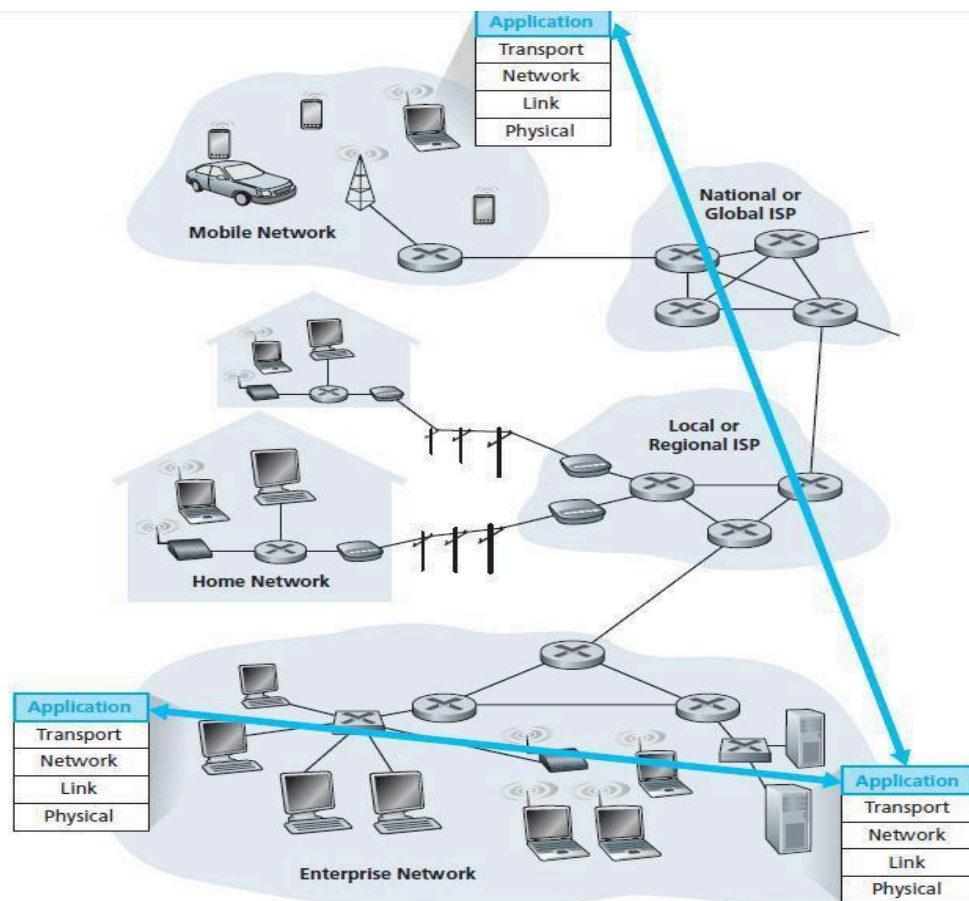 Application
Transport
Network
Link
Physical
National or
Global ISP
Mobile Network
Local or
Regional ISP
Home Network
Application
Transport
Network
Link
Physical
Application
Transport
Network
Link
Physical
Enterprise Network